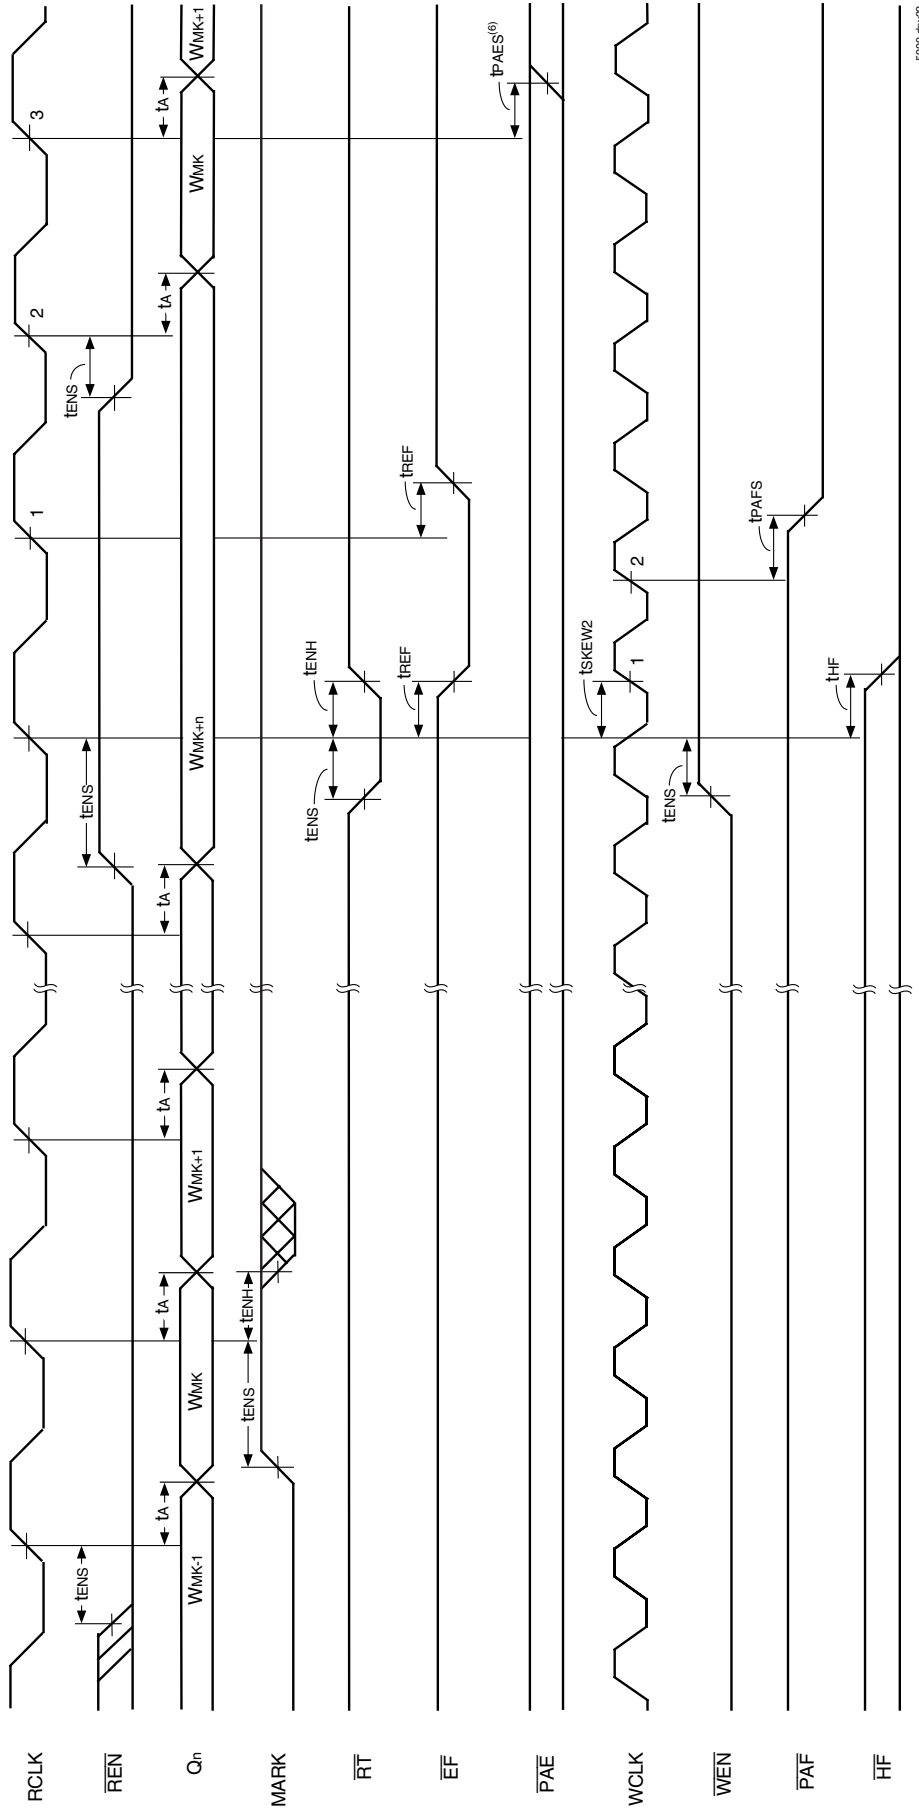 RCLK 1 2 3
REN tENS tENS tENS
Qn WMK-1 tA WMK tA WMK+1 tA tA WMK+n tA WMK tA WMK+1
MARK tENS tENH
RT tENS tENH
EF tREF tREF
PAE tPAES(6)
WCLK tSKEW2 1 2
WEN tENS
PAF tPAFS
HF tHF